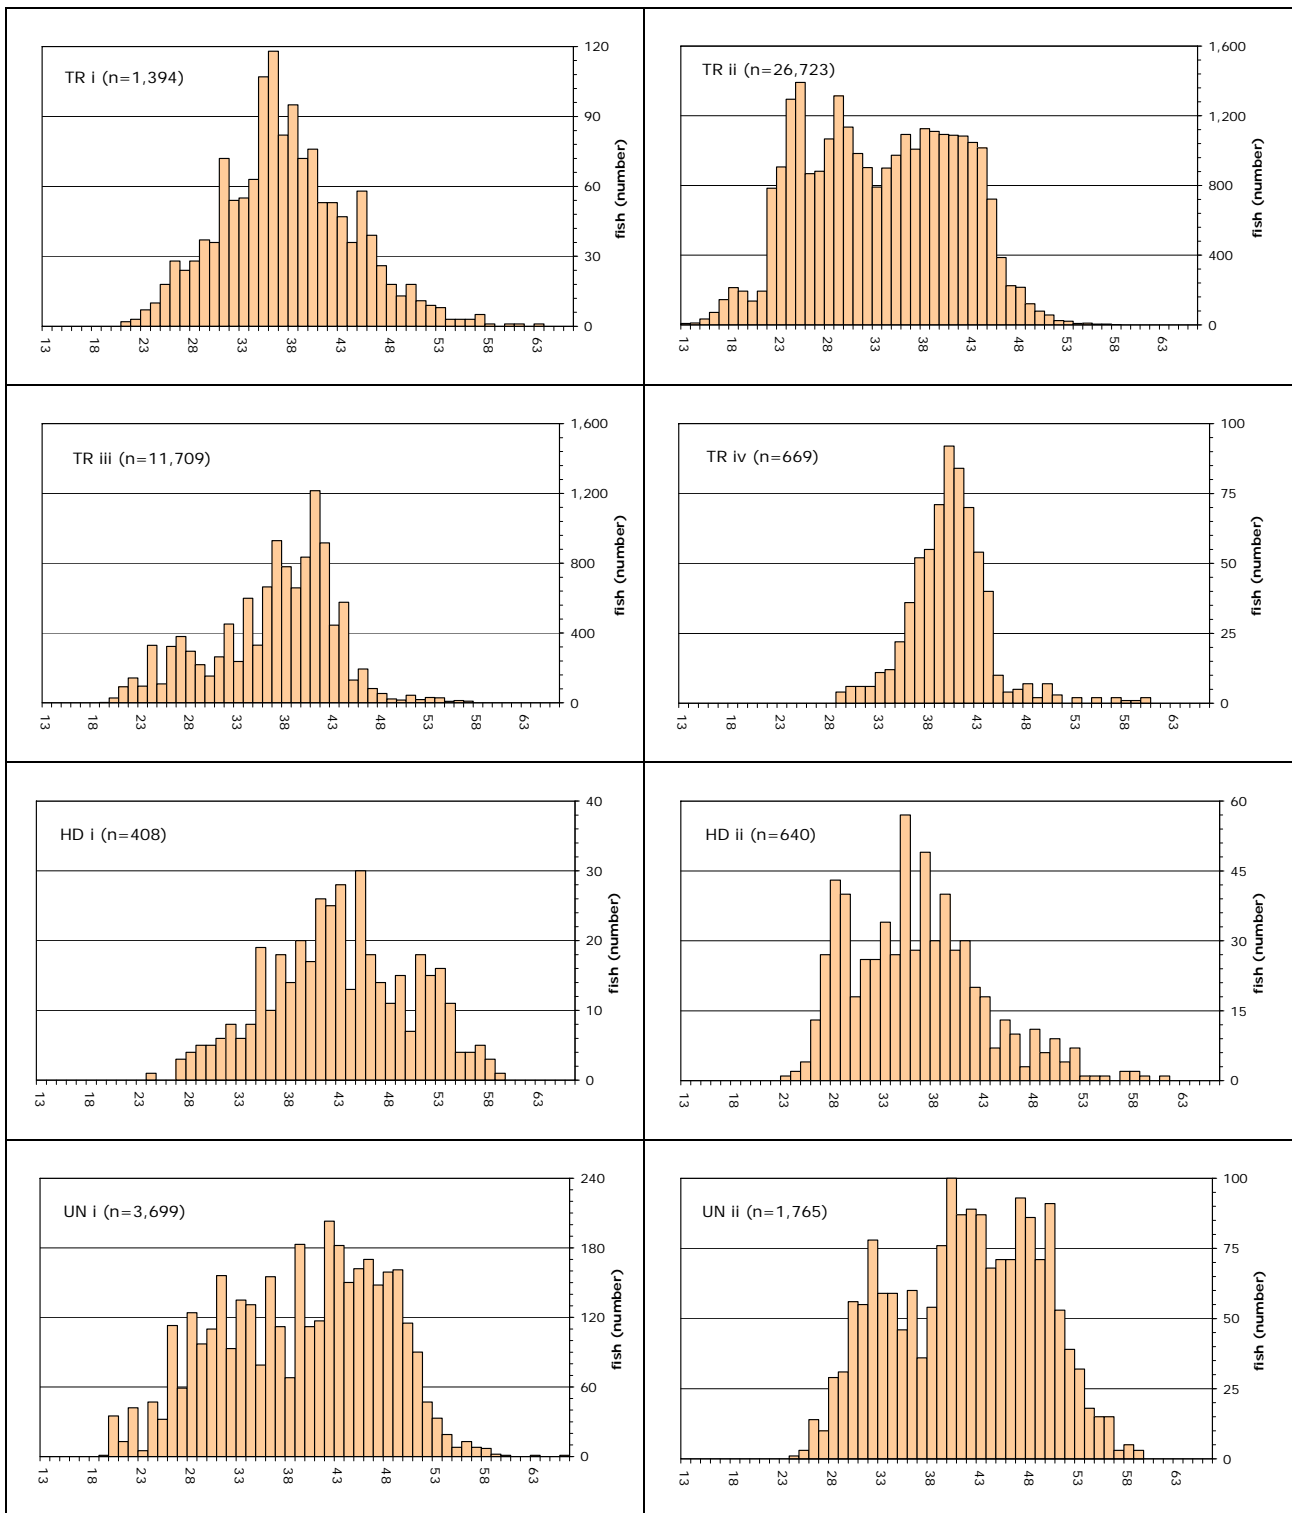 TR i (n=1,394)
120
90
60
30
0
fish (number)
13 18 23 28 33 38 43 48 53 58 63
TR ii (n=26,723)
1,600
1,200
800
400
0
fish (number)
13 18 23 28 33 38 43 48 53 58 63
TR iii (n=11,709)
1,600
1,200
800
400
0
fish (number)
13 18 23 28 33 38 43 48 53 58 63
TR iv (n=669)
100
75
50
25
0
fish (number)
13 18 23 28 33 38 43 48 53 58 63
HD i (n=408)
40
30
20
10
0
fish (number)
13 18 23 28 33 38 43 48 53 58 63
HD ii (n=640)
60
45
30
15
0
fish (number)
13 18 23 28 33 38 43 48 53 58 63
UN i (n=3,699)
240
180
120
60
0
fish (number)
13 18 23 28 33 38 43 48 53 58 63
UN ii (n=1,765)
100
75
50
25
0
fish (number)
13 18 23 28 33 38 43 48 53 58 63